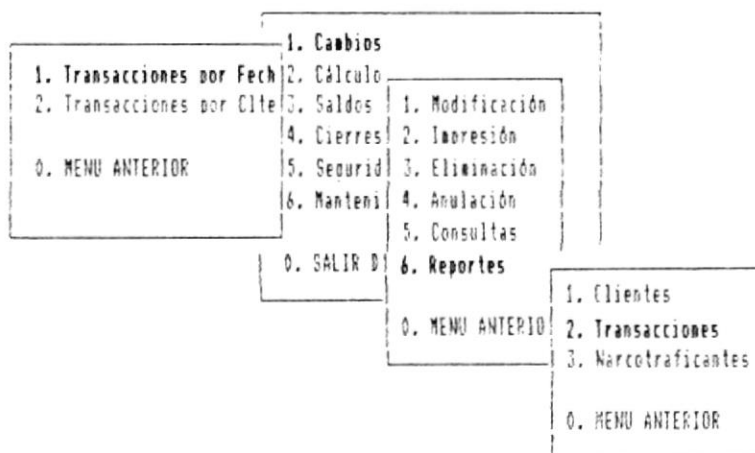 1. Transacciones por Fech
2. Transacciones por Clte
0. MENU ANTERIOR
1. Cambios
2. Cálculo
3. Saldos
4. Cierres
5. Segurid
6. Manteni
0. SALIR D
1. Modificación
2. Impresión
3. Eliminación
4. Anulación
5. Consultas
6. Reportes
0. MENU ANTERIO
1. Clientes
2. Transacciones
3. Narcotraficantes
0. MENU ANTERIOR